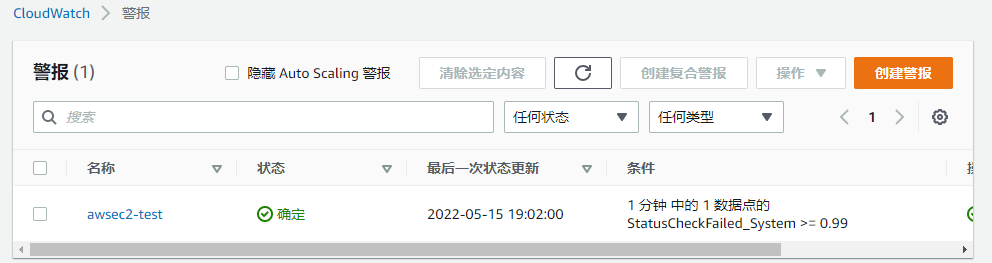 CloudWatch > 警报
警报 (1)
隐藏 Auto Scaling 警报
清除选定内容
创建复合警报
操作
创建警报
搜索
任何状态
任何类型
1
名称
状态
最后一次状态更新
条件
awsec2-test
确定
2022-05-15 19:02:00
1 分钟 中的 1 数据点的
StatusCheckFailed_System >= 0.99